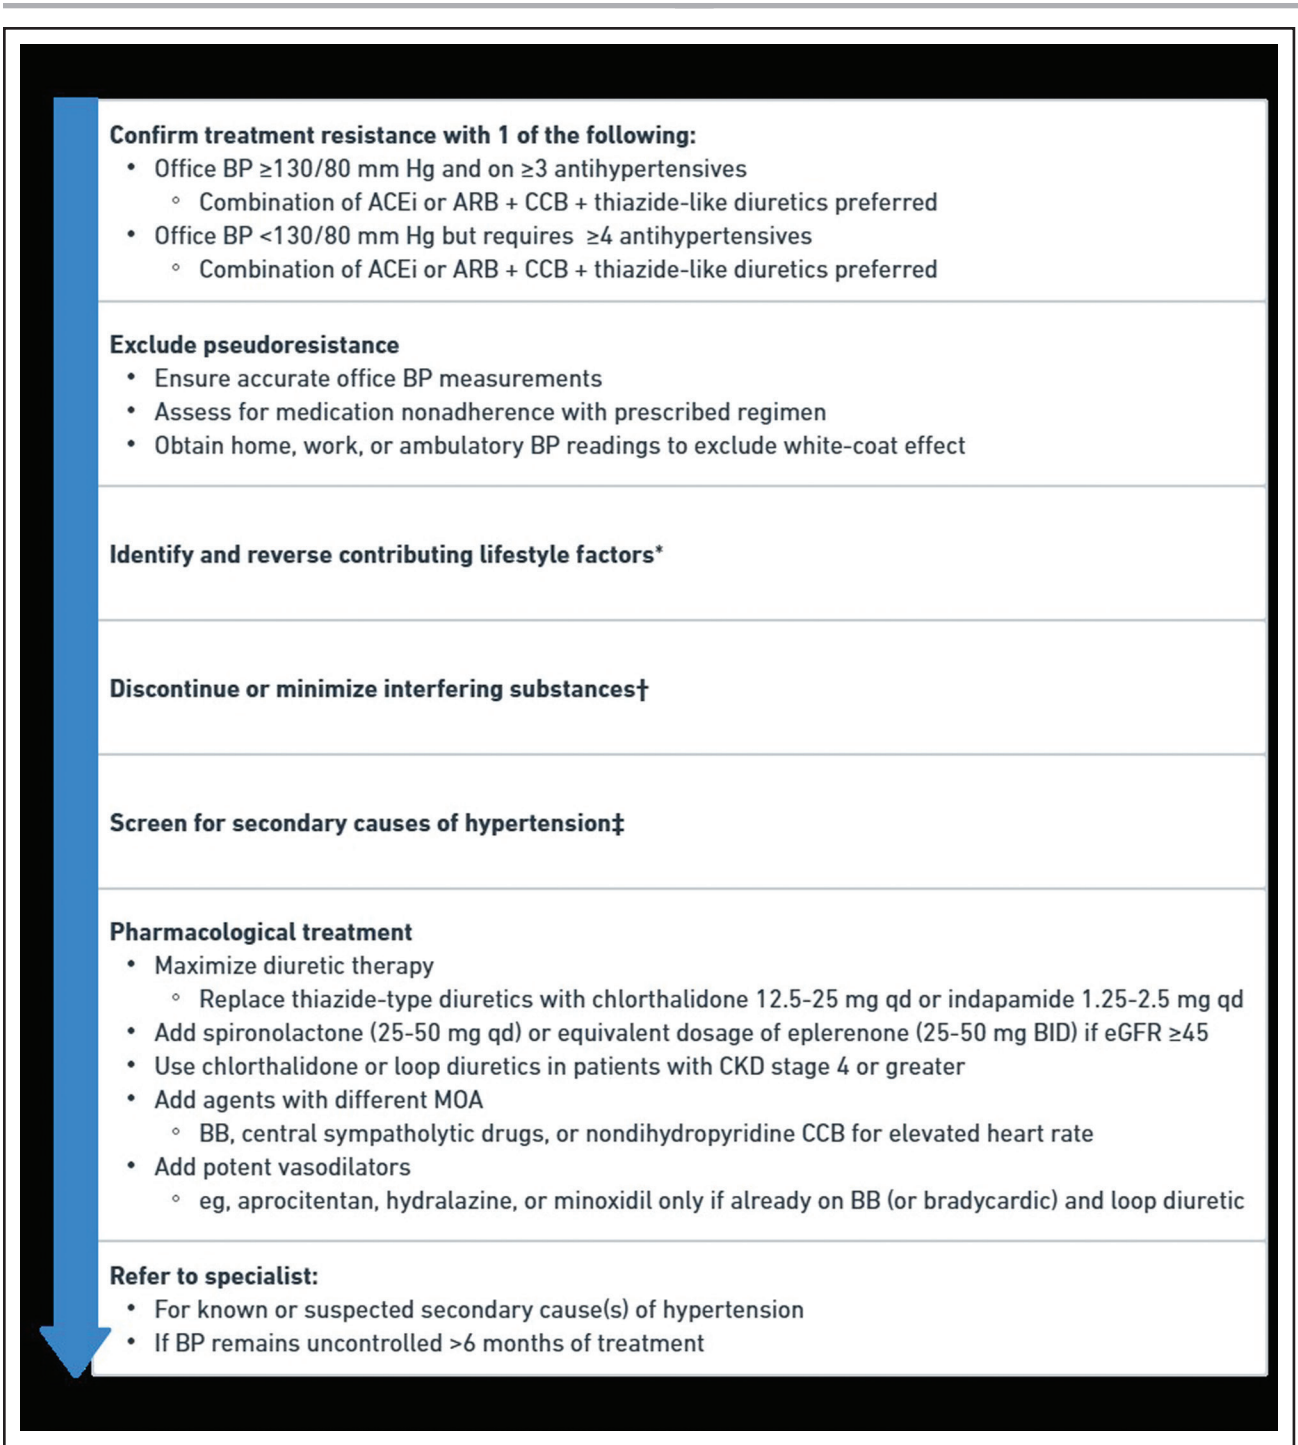 Confirm treatment resistance with 1 of the following:
• Office BP ≥130/80 mm Hg and on ≥3 antihypertensives
◦ Combination of ACEi or ARB + CCB + thiazide-like diuretics preferred
• Office BP <130/80 mm Hg but requires ≥4 antihypertensives
◦ Combination of ACEi or ARB + CCB + thiazide-like diuretics preferred
Exclude pseudoresistance
• Ensure accurate office BP measurements
• Assess for medication nonadherence with prescribed regimen
• Obtain home, work, or ambulatory BP readings to exclude white-coat effect
Identify and reverse contributing lifestyle factors*
Discontinue or minimize interfering substances†
Screen for secondary causes of hypertension‡
Pharmacological treatment
• Maximize diuretic therapy
◦ Replace thiazide-type diuretics with chlorthalidone 12.5-25 mg qd or indapamide 1.25-2.5 mg qd
• Add spironolactone (25-50 mg qd) or equivalent dosage of eplerenone (25-50 mg BID) if eGFR ≥45
• Use chlorthalidone or loop diuretics in patients with CKD stage 4 or greater
• Add agents with different MOA
◦ BB, central sympatholytic drugs, or nondihydropyridine CCB for elevated heart rate
• Add potent vasodilators
◦ eg, aprocitentan, hydralazine, or minoxidil only if already on BB (or bradycardic) and loop diuretic
Refer to specialist:
• For known or suspected secondary cause(s) of hypertension
• If BP remains uncontrolled >6 months of treatment